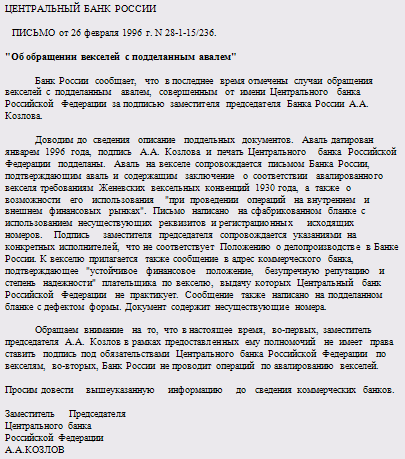 ЦЕНТРАЛЬНЫЙ БАНК РОССИИ
ПИСЬМО от 26 февраля 1996 г. N 28-1-15/236.
"Об обращении векселей с подделанным авалем"
Банк России сообщает, что в последнее время отмечены случаи обращения
векселей с подделанным авалем, совершенным от имени Центрального банка
Российской Федерации за подписью заместителя председателя Банка России А.А.
Козлова.
Доводим до сведения описание поддельных документов. Аваль датирован
январем 1996 года, подпись А.А. Козлова и печать Центрального банка Российской
Федерации подделаны. Аваль на векселе сопровождается письмом Банка России,
подтверждающим аваль и содержащим заключение о соответствии авалированного
векселя требованиям Женевских вексельных конвенций 1930 года, а также о
возможности его использования "при проведении операций на внутреннем и
внешнем финансовых рынках". Письмо написано на сфабрикованном бланке с
использованием несуществующих реквизитов и регистрационных исходящих
номеров. Подпись заместителя председателя сопровождается указаниями на
конкретных исполнителей, что не соответствует Положению о делопроизводстве в Банке
России. К векселю прилагается также сообщение в адрес коммерческого банка,
подтверждающее "устойчивое финансовое положение, безупречную репутацию и
степень надежности" плательщика по векселю, выдачу которых Центральный банк
Российской Федерации не практикует. Сообщение также написано на подделанном
бланке с дефектом формы. Документ содержит несуществующие номера.
Обращаем внимание на то, что в настоящее время, во-первых, заместитель
председателя А.А. Козлов в рамках предоставленных ему полномочий не имеет права
ставить подпись под обязательствами Центрального банка Российской Федерации по
векселям, во-вторых, Банк России не проводит операций по авалированию векселей.
Просим довести вышеуказанную информацию до сведения коммерческих банков.
Заместитель Председателя
Центрального банка
Российской Федерации
А.А.КОЗЛОВ